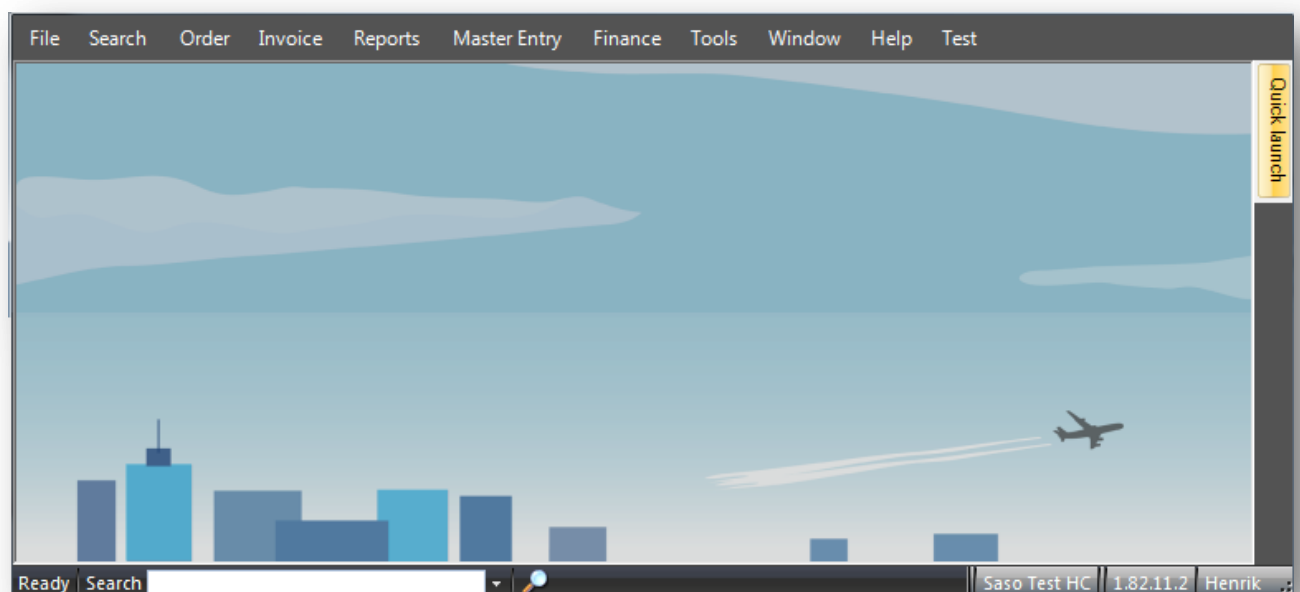 File Search Order Invoice Reports Master Entry Finance Tools Window Help Test
Quick launch
Ready Search Saso Test HC 1.82.11.2 Henrik